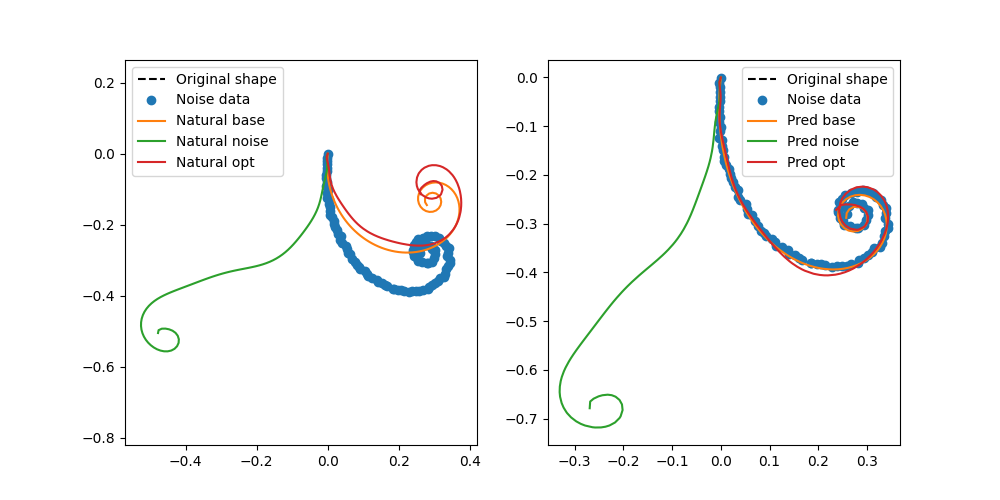 Original shape
Noise data
Natural base
Natural noise
Natural opt
0.2
0.0
−0.2
−0.4
−0.6
−0.8
−0.4
−0.2
0.0
0.2
0.4
Original shape
Noise data
Pred base
Pred noise
Pred opt
0.0
−0.1
−0.2
−0.3
−0.4
−0.5
−0.6
−0.7
−0.3
−0.2
−0.1
0.0
0.1
0.2
0.3